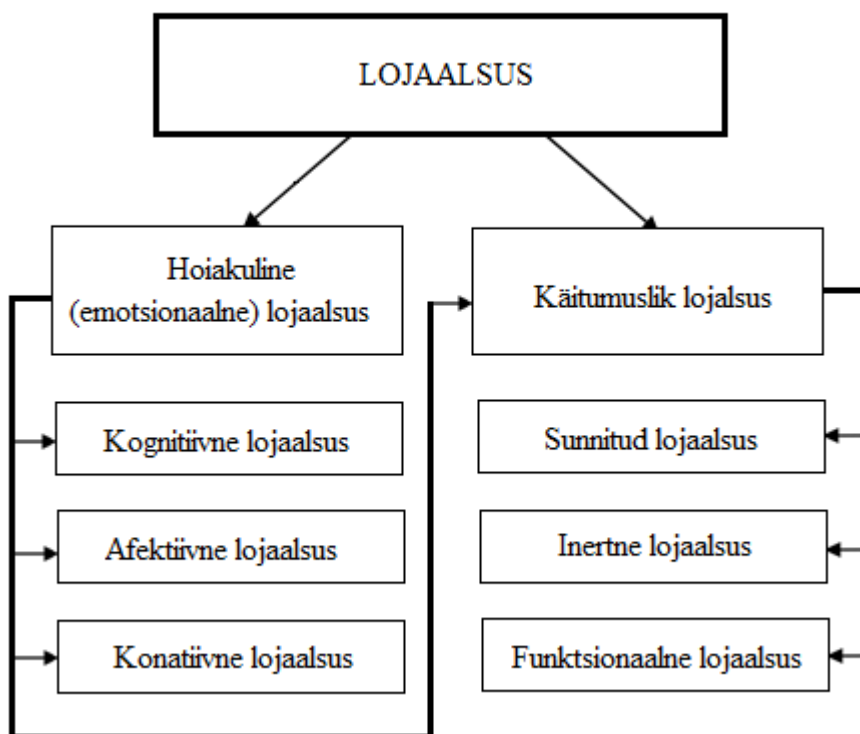 LOJAALSUS
Hoiakuline
(emotsionaalne) lojaalsus
Käitumuslik lojalsus
Kognitiivne lojaalsus
Sunnitud lojaalsus
Afektiivne lojaalsus
Inertne lojaalsus
Konatiivne lojaalsus
Funktsionaalne lojaalsus